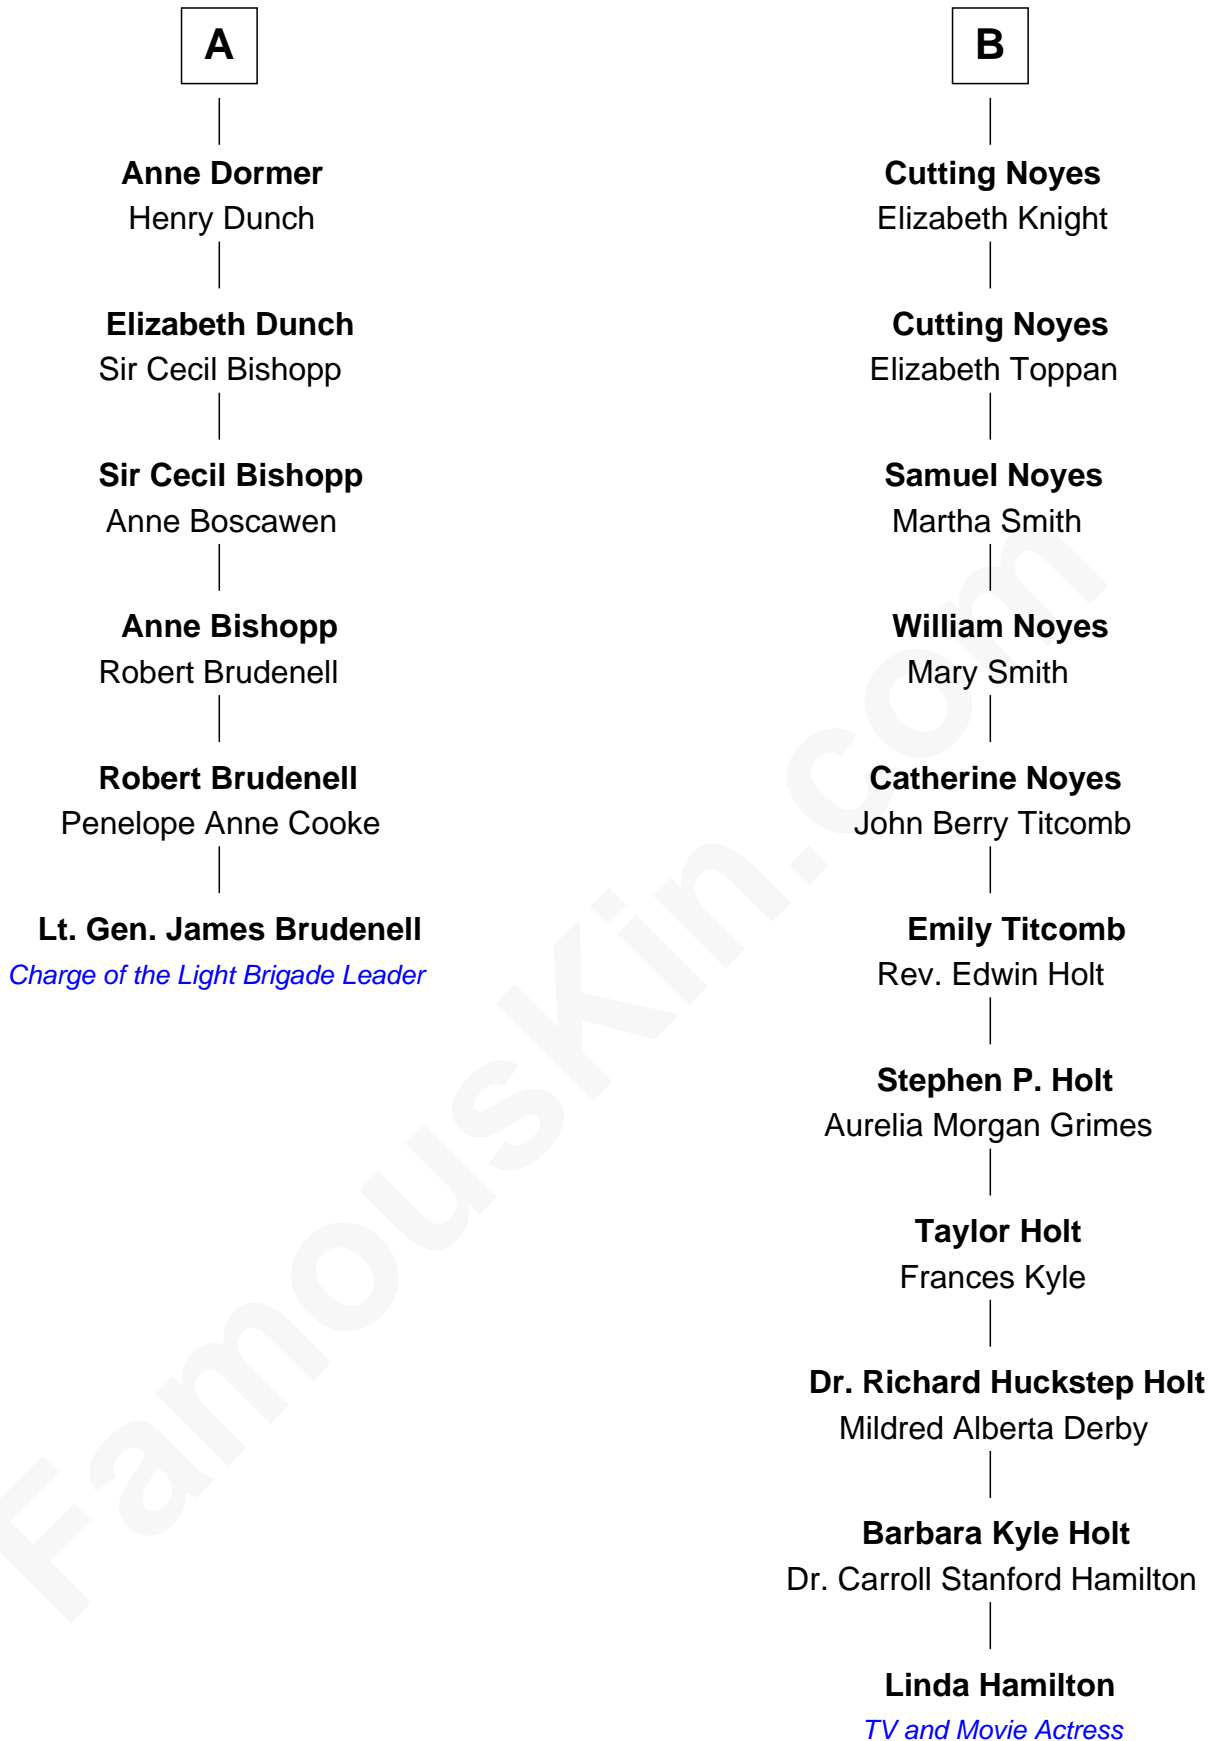 A
Anne Dormer
Henry Dunch
Elizabeth Dunch
Sir Cecil Bishopp
Sir Cecil Bishopp
Anne Boscawen
Anne Bishopp
Robert Brudenell
Robert Brudenell
Penelope Anne Cooke
Lt. Gen. James Brudenell
Charge of the Light Brigade Leader
B
Cutting Noyes
Elizabeth Knight
Cutting Noyes
Elizabeth Toppan
Samuel Noyes
Martha Smith
William Noyes
Mary Smith
Catherine Noyes
John Berry Titcomb
Emily Titcomb
Rev. Edwin Holt
Stephen P. Holt
Aurelia Morgan Grimes
Taylor Holt
Frances Kyle
Dr. Richard Huckstep Holt
Mildred Alberta Derby
Barbara Kyle Holt
Dr. Carroll Stanford Hamilton
Linda Hamilton
TV and Movie Actress
FamousKin.com